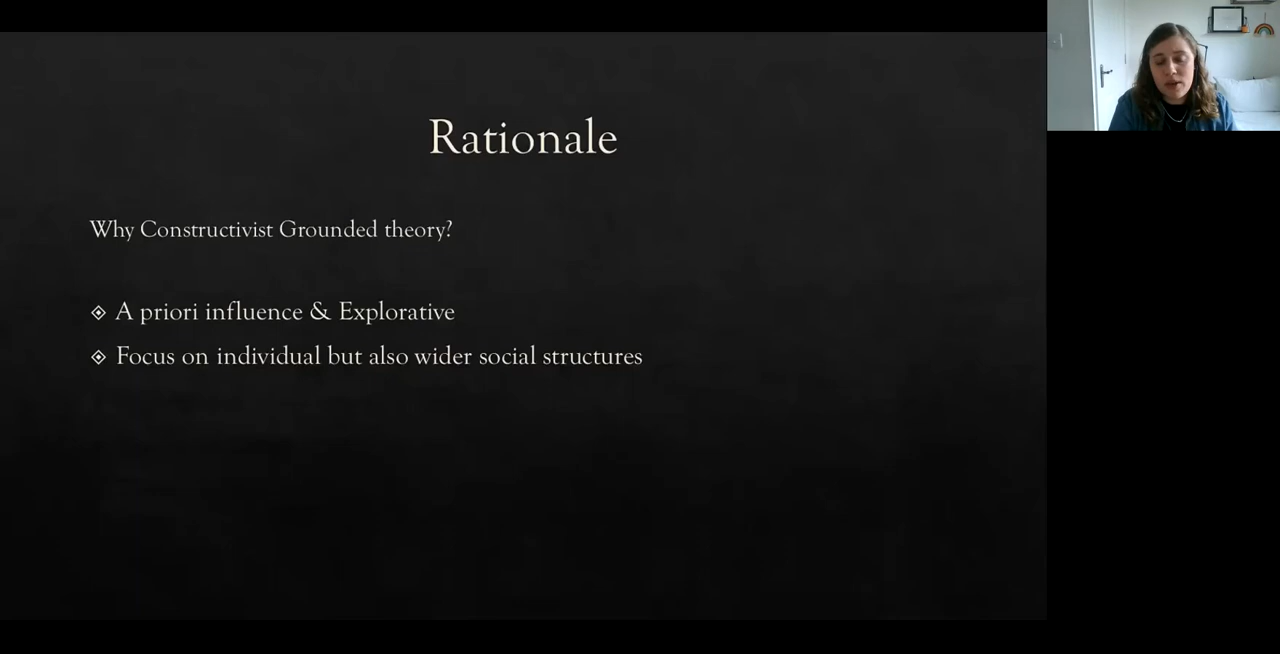 Rationale
Why Constructivist Grounded theory?
A priori influence & Explorative
Focus on individual but also wider social structures